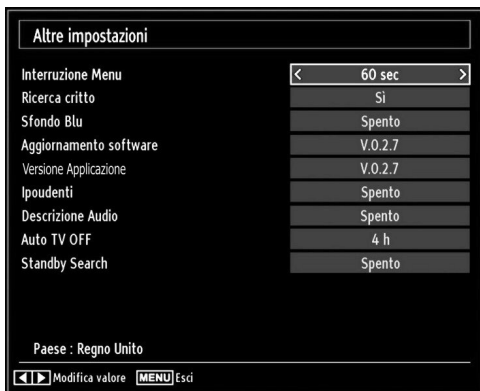 Altre impostazioni
Interruzione Menu < 60 sec >
Ricerca critto Sì
Sfondo Blu Spento
Aggiornamento software V.0.2.7
Versione Applicazione V.0.2.7
Ipoudenti Spento
Descrizione Audio Spento
Auto TV OFF 4 h
Standby Search Spento
Paese : Regno Unito
Modifica valore MENU Esci